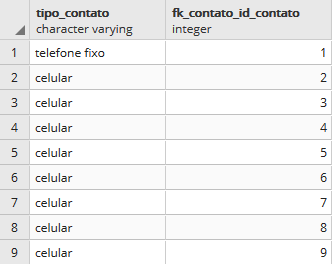 tipo_contato fk_contato_id_contato
character varying integer
1 telefone fixo 1
2 celular 2
3 celular 3
4 celular 4
5 celular 5
6 celular 6
7 celular 7
8 celular 8
9 celular 9